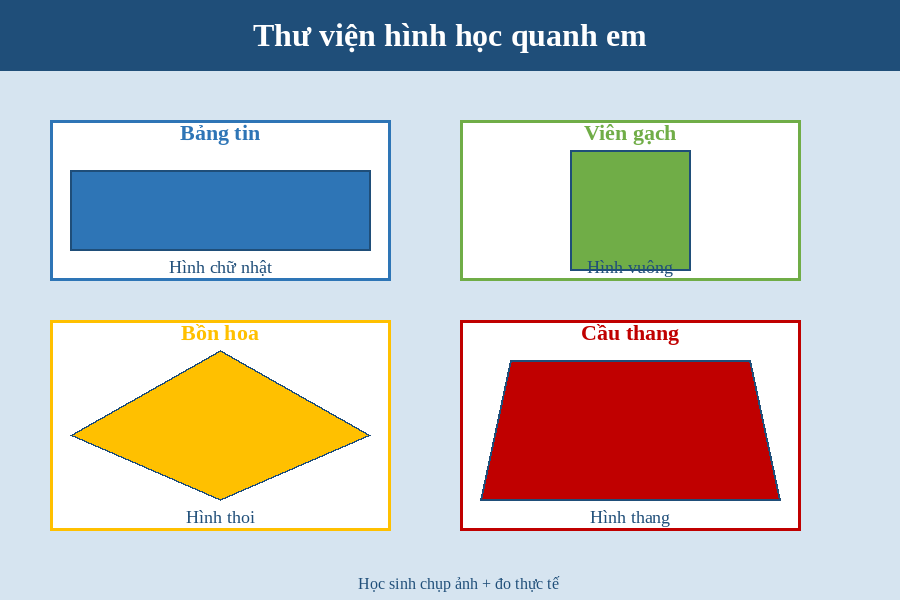 Thư viện hình học quanh em
Bảng tin
Hình chữ nhật
Viên gạch
Hình vuông
Bồn hoa
Hình thoi
Cầu thang
Hình thang
Học sinh chụp ảnh + đo thực tế